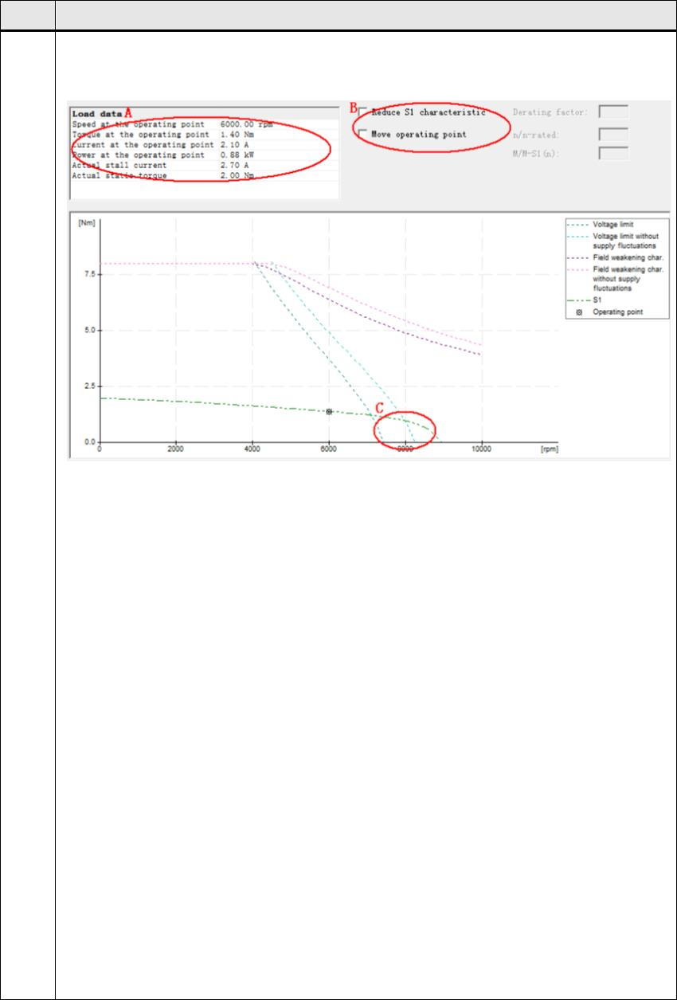 Load data A
Speed at the operating point 6000.00 rpm
Torque at the operating point 1.40 Nm
Current at the operating point 2.10 A
Power at the operating point 0.88 kW
Actual stall current 2.70 A
Actual static torque 2.00 Nm
B Reduce S1 characteristic
Move operating point
Derating factor:
n/n-rated:
M/M-S1(n):
[Nm]
7.5
5.0
2.5
0.0
C
0 2000 4000 6000 8000 10000 [rpm]
Voltage limit
Voltage limit without
supply fluctuations
Field weakening char.
Field weakening char.
without supply
fluctuations
S1
Operating point